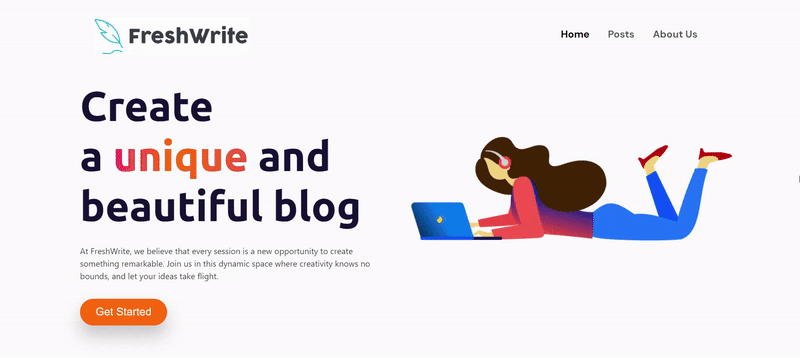 FreshWrite
Home Posts About Us
Create
a unique and
beautiful blog
At FreshWrite, we believe that every session is a new opportunity to create
something remarkable. Join us in this dynamic space where creativity knows no
bounds, and let your ideas take flight.
Get Started